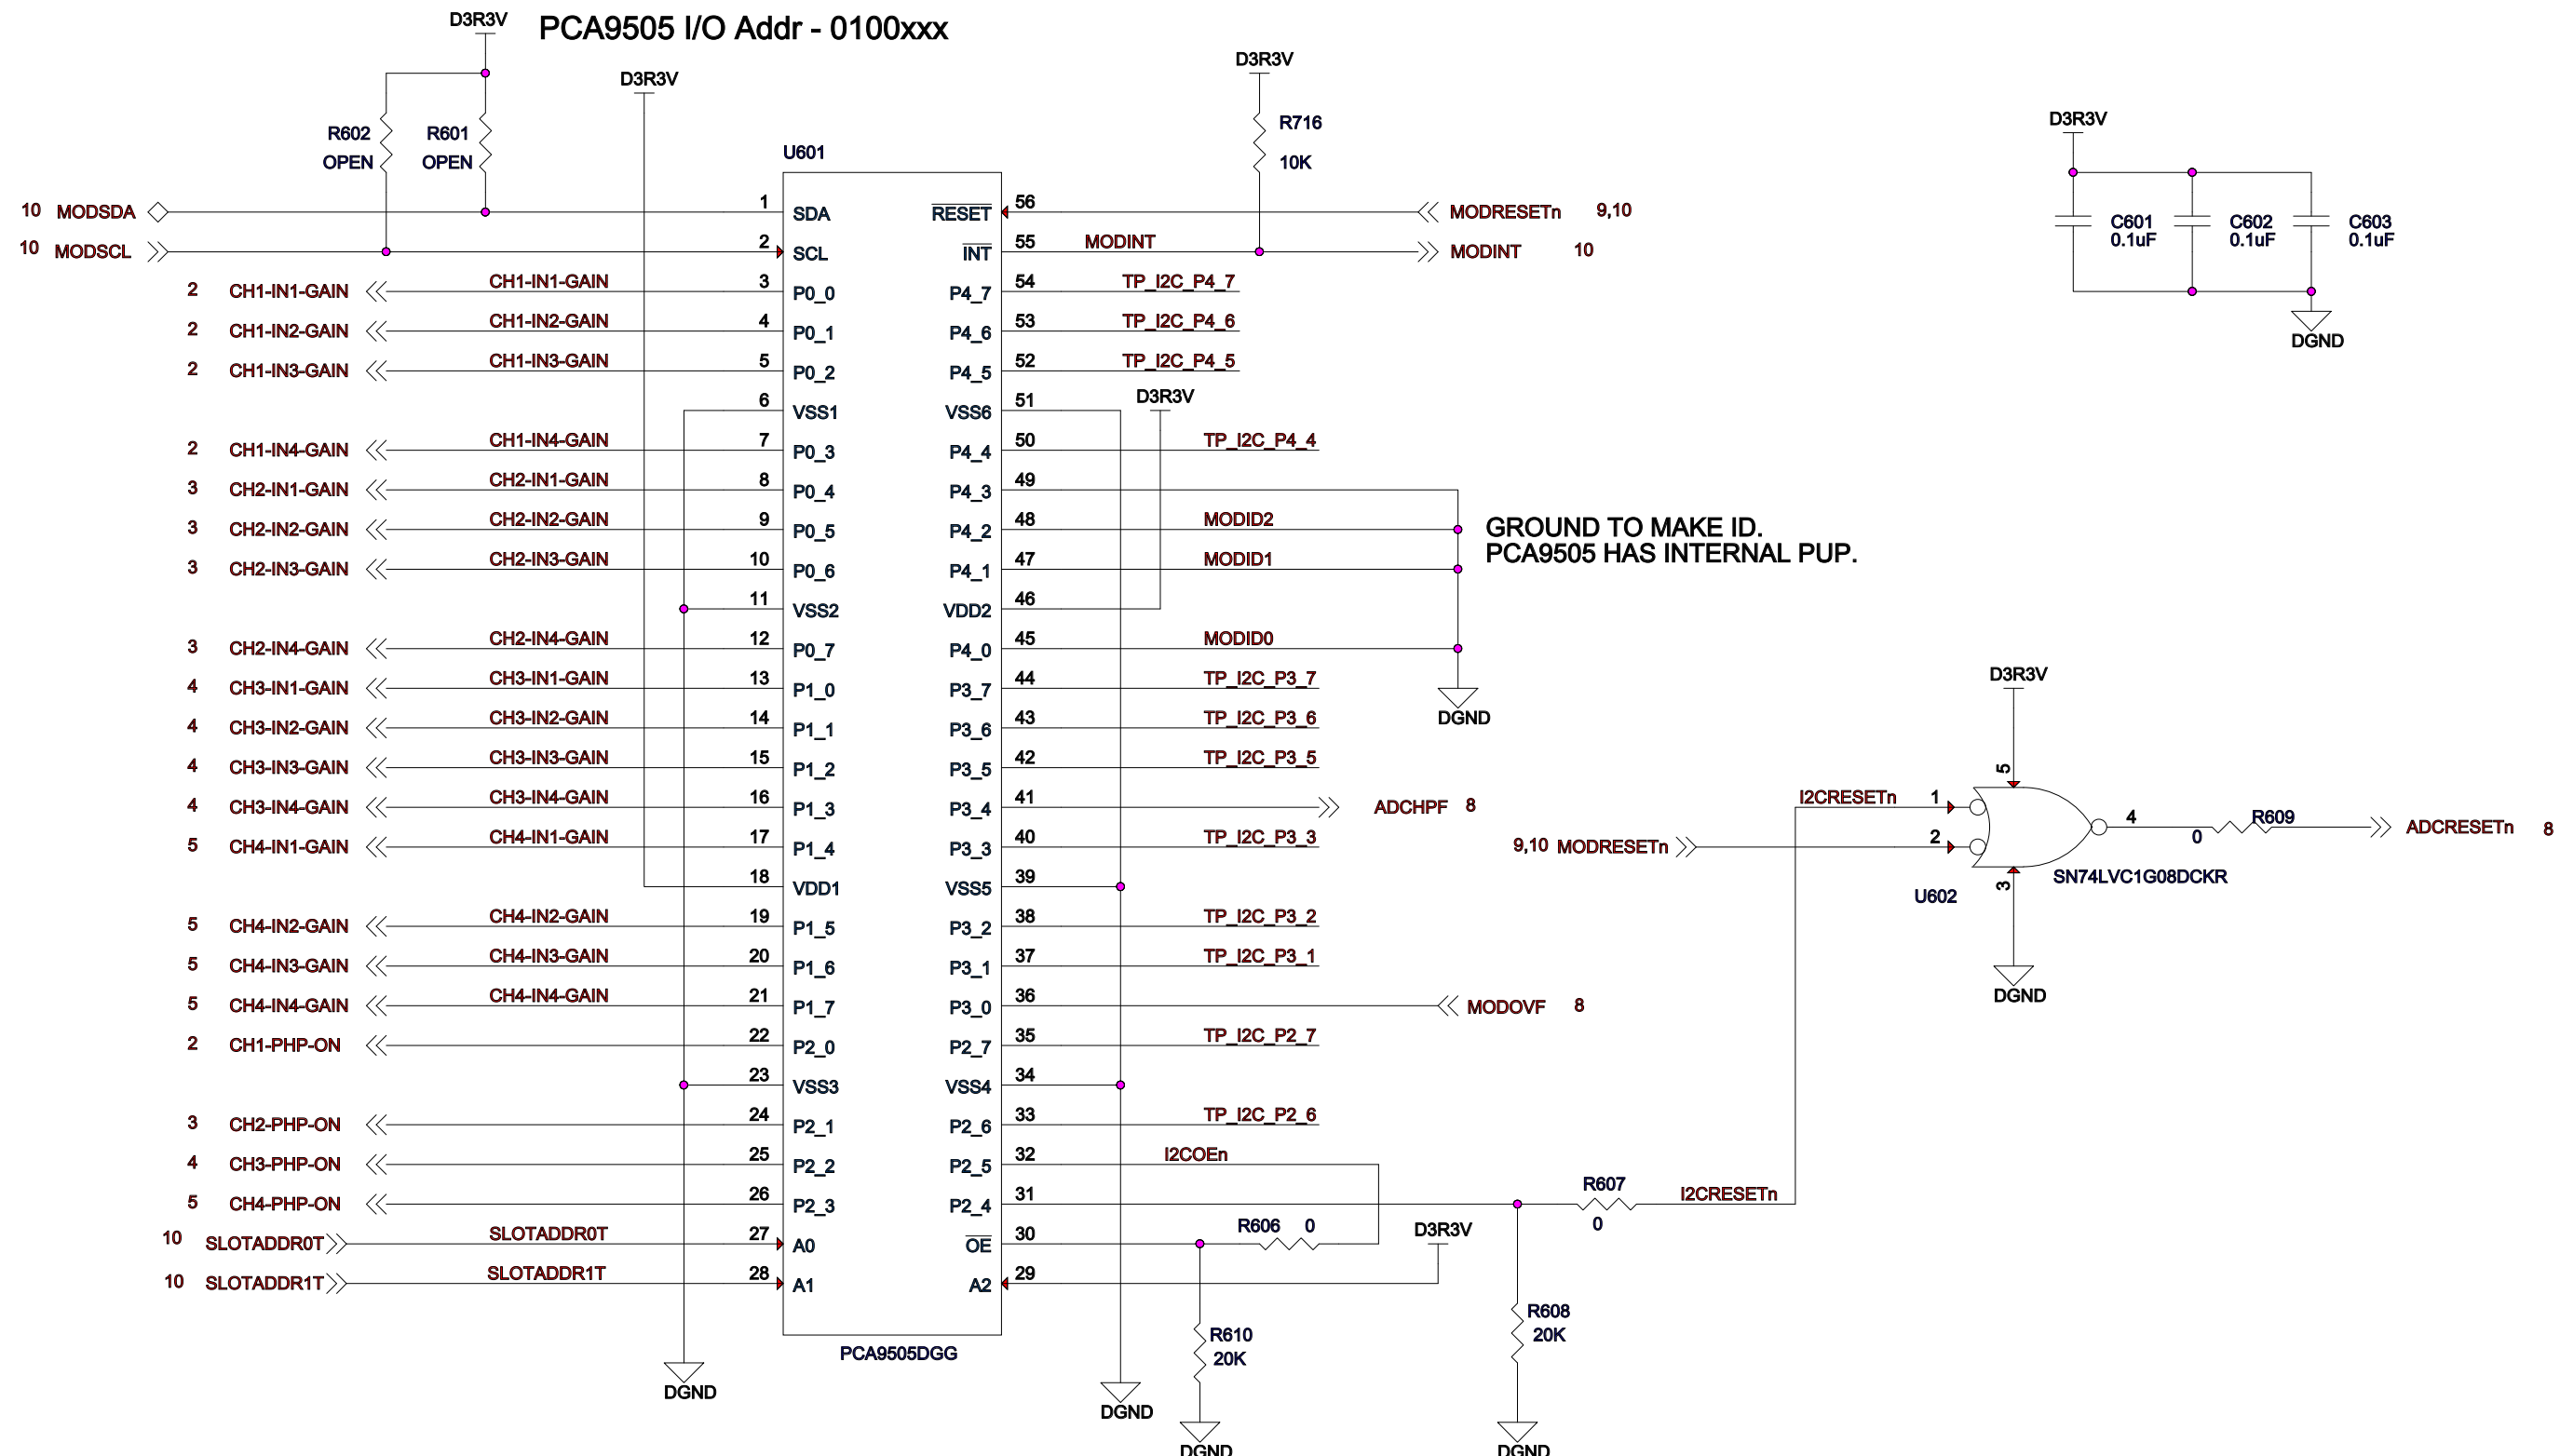 PCA9505 I/O Addr - 0100xxx
D3R3V
D3R3V
D3R3V
D3R3V
R602
OPEN
R601
OPEN
R716
10K
C601
0.1uF
C602
0.1uF
C603
0.1uF
DGND
U601
10 MODSDA 1 SDA
10 MODSCL 2 SCL
2 CH1-IN1-GAIN CH1-IN1-GAIN 3 P0_0
2 CH1-IN2-GAIN CH1-IN2-GAIN 4 P0_1
2 CH1-IN3-GAIN CH1-IN3-GAIN 5 P0_2
6 VSS1
2 CH1-IN4-GAIN CH1-IN4-GAIN 7 P0_3
3 CH2-IN1-GAIN CH2-IN1-GAIN 8 P0_4
3 CH2-IN2-GAIN CH2-IN2-GAIN 9 P0_5
3 CH2-IN3-GAIN CH2-IN3-GAIN 10 P0_6
11 VSS2
3 CH2-IN4-GAIN CH2-IN4-GAIN 12 P0_7
4 CH3-IN1-GAIN CH3-IN1-GAIN 13 P1_0
4 CH3-IN2-GAIN CH3-IN2-GAIN 14 P1_1
4 CH3-IN3-GAIN CH3-IN3-GAIN 15 P1_2
4 CH3-IN4-GAIN CH3-IN4-GAIN 16 P1_3
5 CH4-IN1-GAIN CH4-IN1-GAIN 17 P1_4
18 VDD1
5 CH4-IN2-GAIN CH4-IN2-GAIN 19 P1_5
5 CH4-IN3-GAIN CH4-IN3-GAIN 20 P1_6
5 CH4-IN4-GAIN CH4-IN4-GAIN 21 P1_7
2 CH1-PHP-ON 22 P2_0
23 VSS3
3 CH2-PHP-ON 24 P2_1
4 CH3-PHP-ON 25 P2_2
5 CH4-PHP-ON 26 P2_3
10 SLOTADDR0T SLOTADDR0T 27 A0
10 SLOTADDR1T SLOTADDR1T 28 A1
DGND
PCA9505DGG
RESET 56 MODRESETn 9,10
INT 55 MODINT MODINT 10
P4_7 54 TP_I2C_P4_7
P4_6 53 TP_I2C_P4_6
P4_5 52 TP_I2C_P4_5
VSS6 51 D3R3V
P4_4 50 TP_I2C_P4_4
P4_3 49
P4_2 48 MODID2
P4_1 47 MODID1
VDD2 46
P4_0 45 MODID0
P3_7 44 TP_I2C_P3_7
P3_6 43 TP_I2C_P3_6
P3_5 42 TP_I2C_P3_5
P3_4 41 ADCHPF 8
P3_3 40 TP_I2C_P3_3
VSS5 39
P3_2 38 TP_I2C_P3_2
P3_1 37 TP_I2C_P3_1
P3_0 36 MODOVF 8
P2_7 35 TP_I2C_P2_7
VSS4 34
P2_6 33 TP_I2C_P2_6
P2_5 32 I2COEn
P2_4 31
OE 30
A2 29
GROUND TO MAKE ID.
PCA9505 HAS INTERNAL PUP.
DGND
R606 0
D3R3V
R607
0
I2CRESETn
R610
20K
R608
20K
DGND
DGND
DGND
D3R3V
5
I2CRESETn 1
9,10 MODRESETn 2
4
R609
0
ADCRESETn 8
3
SN74LVC1G08DCKR
U602
DGND